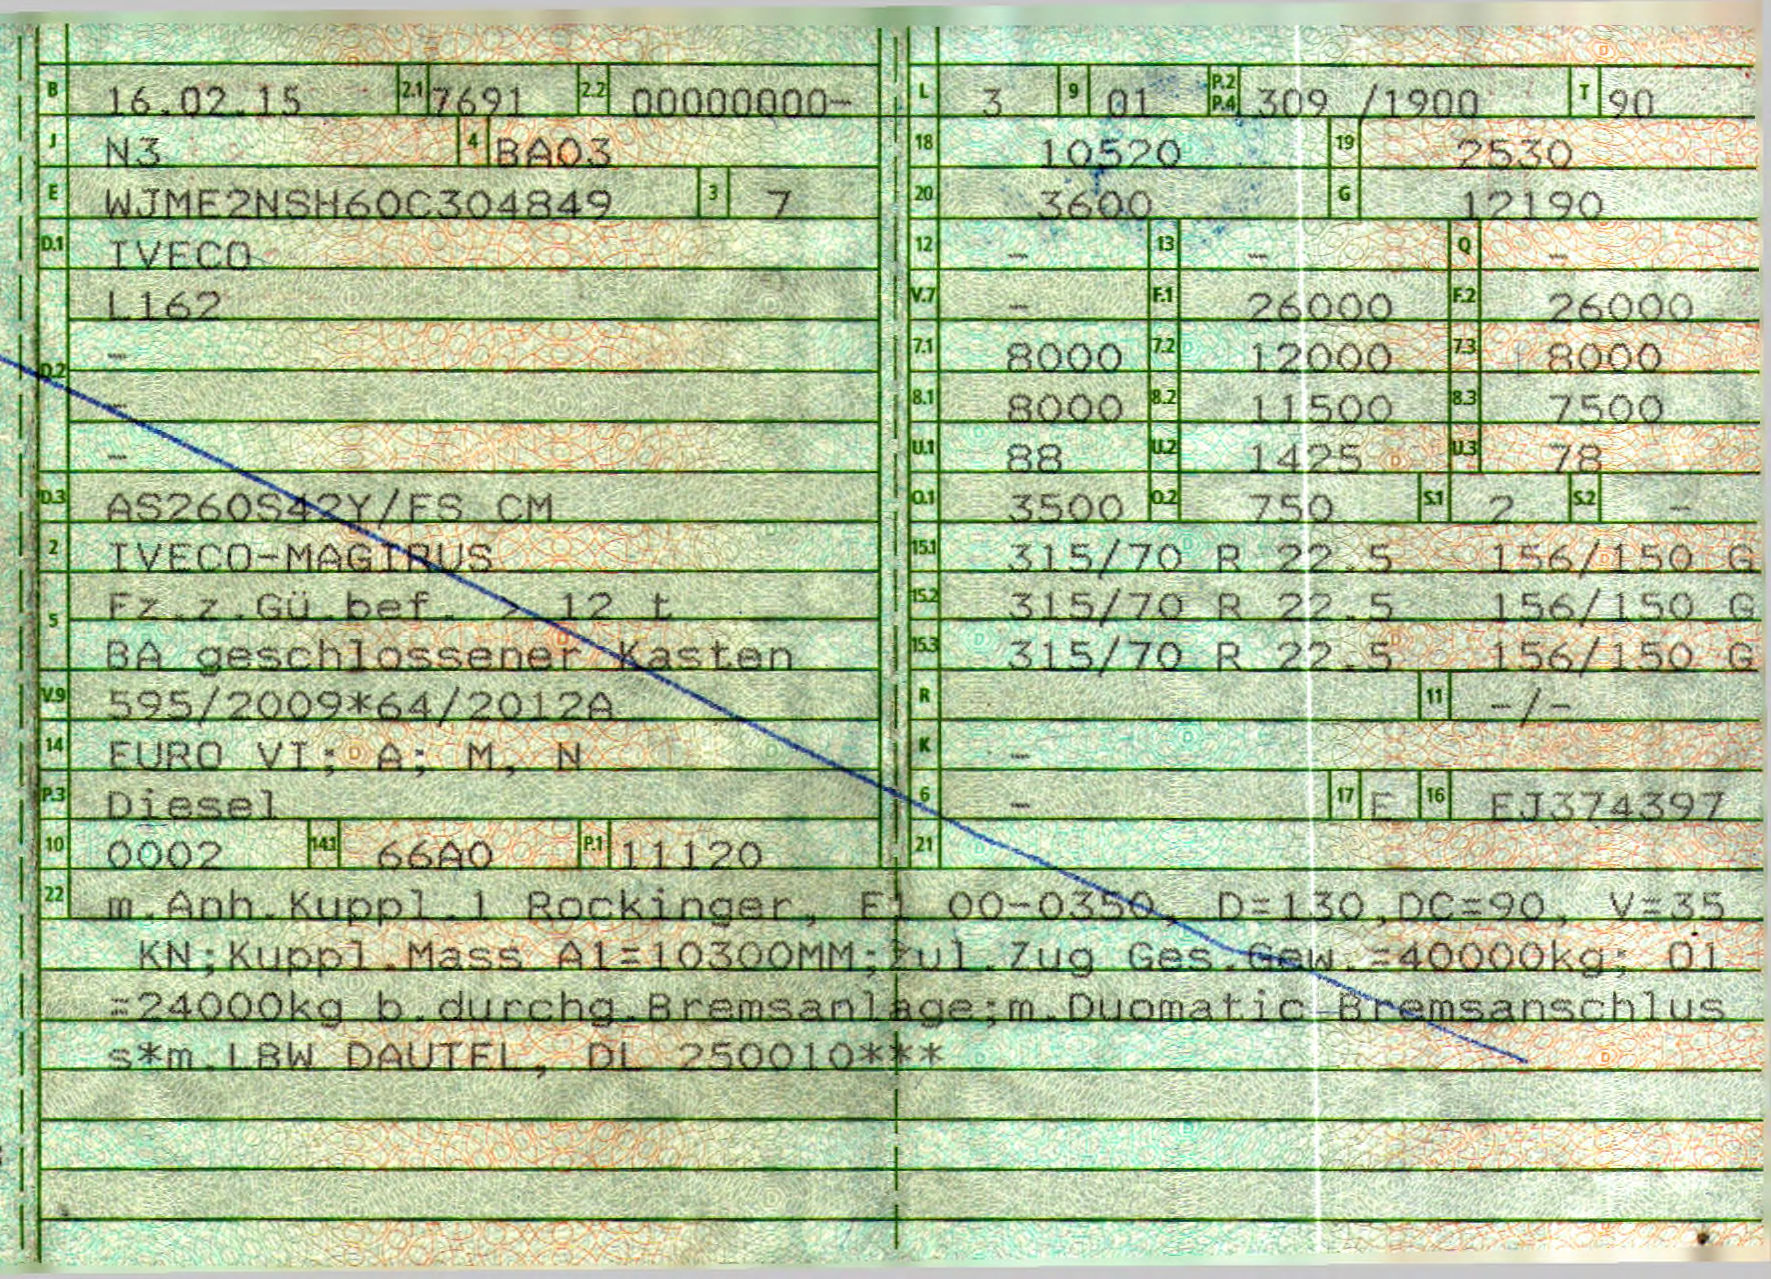 B 16.02.15 2.1 7691 2.2 00000000-
J N3 4 BA03
E WJME2NSH60C304849 3 7
D.1 IVECO
L162
-
D.2 -
-
D.3 AS260S42Y/FS CM
2 IVECO-MAGIRUS
Fz.z.Gü.bef. > 12 t
5 BA geschlossener Kasten
V.9 595/2009*64/2012A
14 EURO VI; A; M, N
P.3 Diesel
10 0002 14.1 66A0 P.1 11120
L 3 9 01 P.2 P.4 309 /1900 T 90
18 10520 19 2530
20 3600 G 12190
12 - 13 - Q -
V.7 - F.1 26000 F.2 26000
7.1 8000 7.2 12000 7.3 8000
8.1 8000 8.2 11500 8.3 7500
U.1 88 U.2 1425 U.3 78
O.1 3500 O.2 750 S.1 2 S.2 -
15.1 315/70 R 22.5 156/150 G
15.2 315/70 R 22.5 156/150 G
15.3 315/70 R 22.5 156/150 G
R 11 -/-
K -
6 - 17 E 16 EJ374397
21
22 m.Anh.Kuppl.1 Rockinger, E1 00-0350, D=130,DC=90, V=35
KN;Kuppl.Mass A1=10300MM;zul.Zug Ges.Gew.=40000kg; O1
=24000kg b.durchg.Bremsanlage;m.Duomatic Bremsanschlus
s*m.LBW DAUTEL, DL 250010***